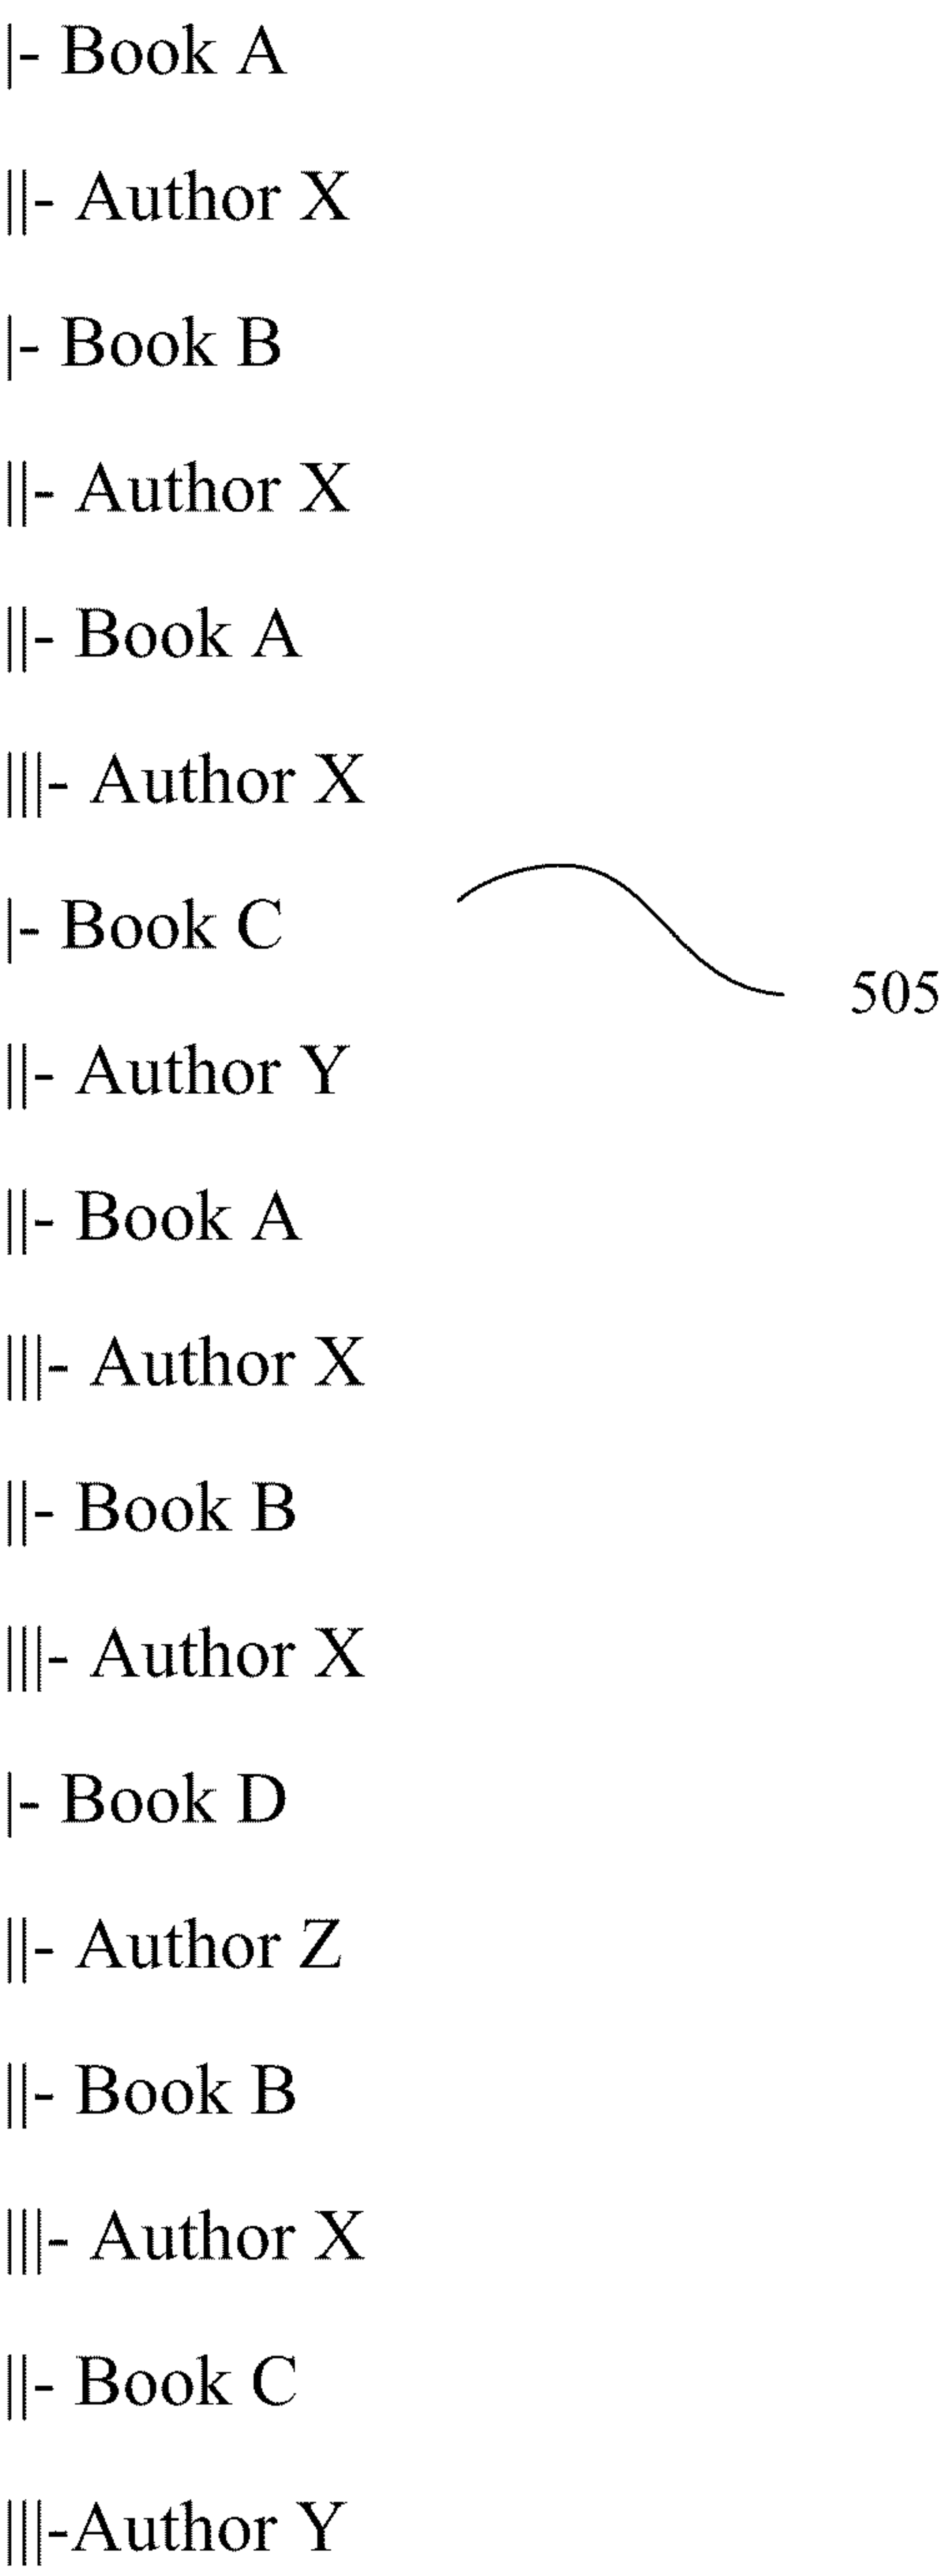 |- Book A
||- Author X
|- Book B
||- Author X
||- Book A
|||- Author X
|- Book C
505
||- Author Y
||- Book A
|||- Author X
||- Book B
|||- Author X
|- Book D
||- Author Z
||- Book B
|||- Author X
||- Book C
|||-Author Y